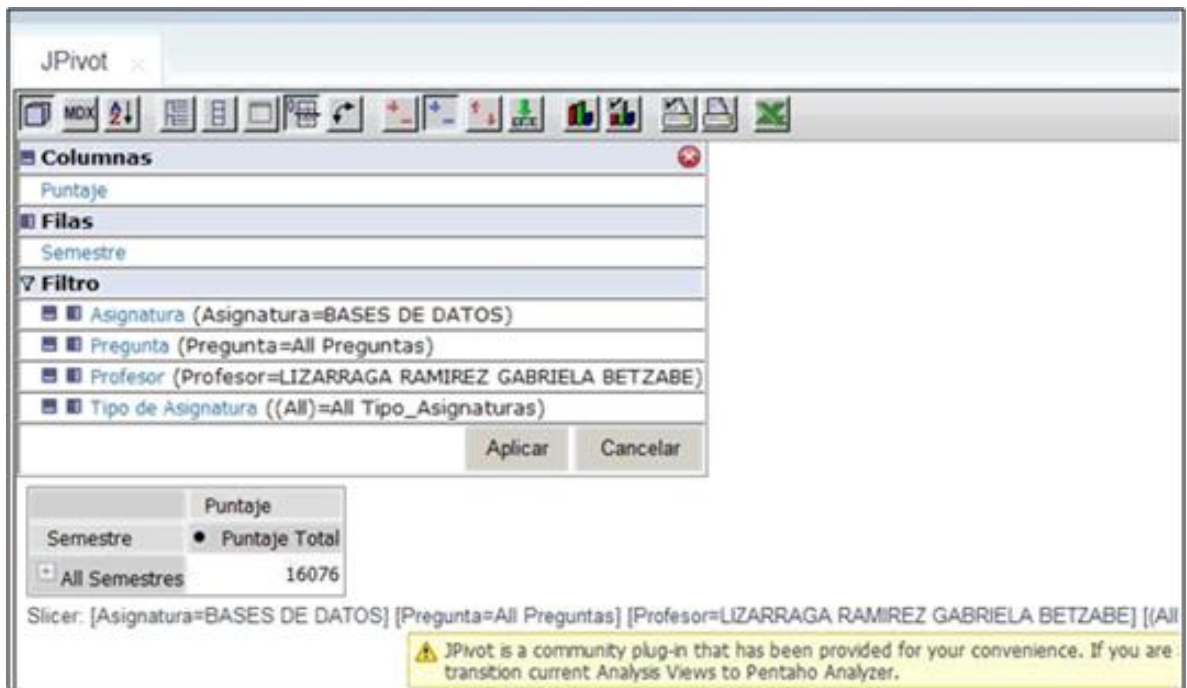 JPivot
MDX
Columnas
Puntaje
Filas
Semestre
Filtro
Asignatura (Asignatura=BASES DE DATOS)
Pregunta (Pregunta=All Preguntas)
Profesor (Profesor=LIZARRAGA RAMIREZ GABRIELA BETZABE)
Tipo de Asignatura ((All)=All Tipo_Asignaturas)
Aplicar Cancelar
Puntaje
Semestre Puntaje Total
All Semestres 16076
Slicer: [Asignatura=BASES DE DATOS] [Pregunta=All Preguntas] [Profesor=LIZARRAGA RAMIREZ GABRIELA BETZABE] [(All
JPivot is a community plug-in that has been provided for your convenience. If you are
transition current Analysis Views to Pentaho Analyzer.